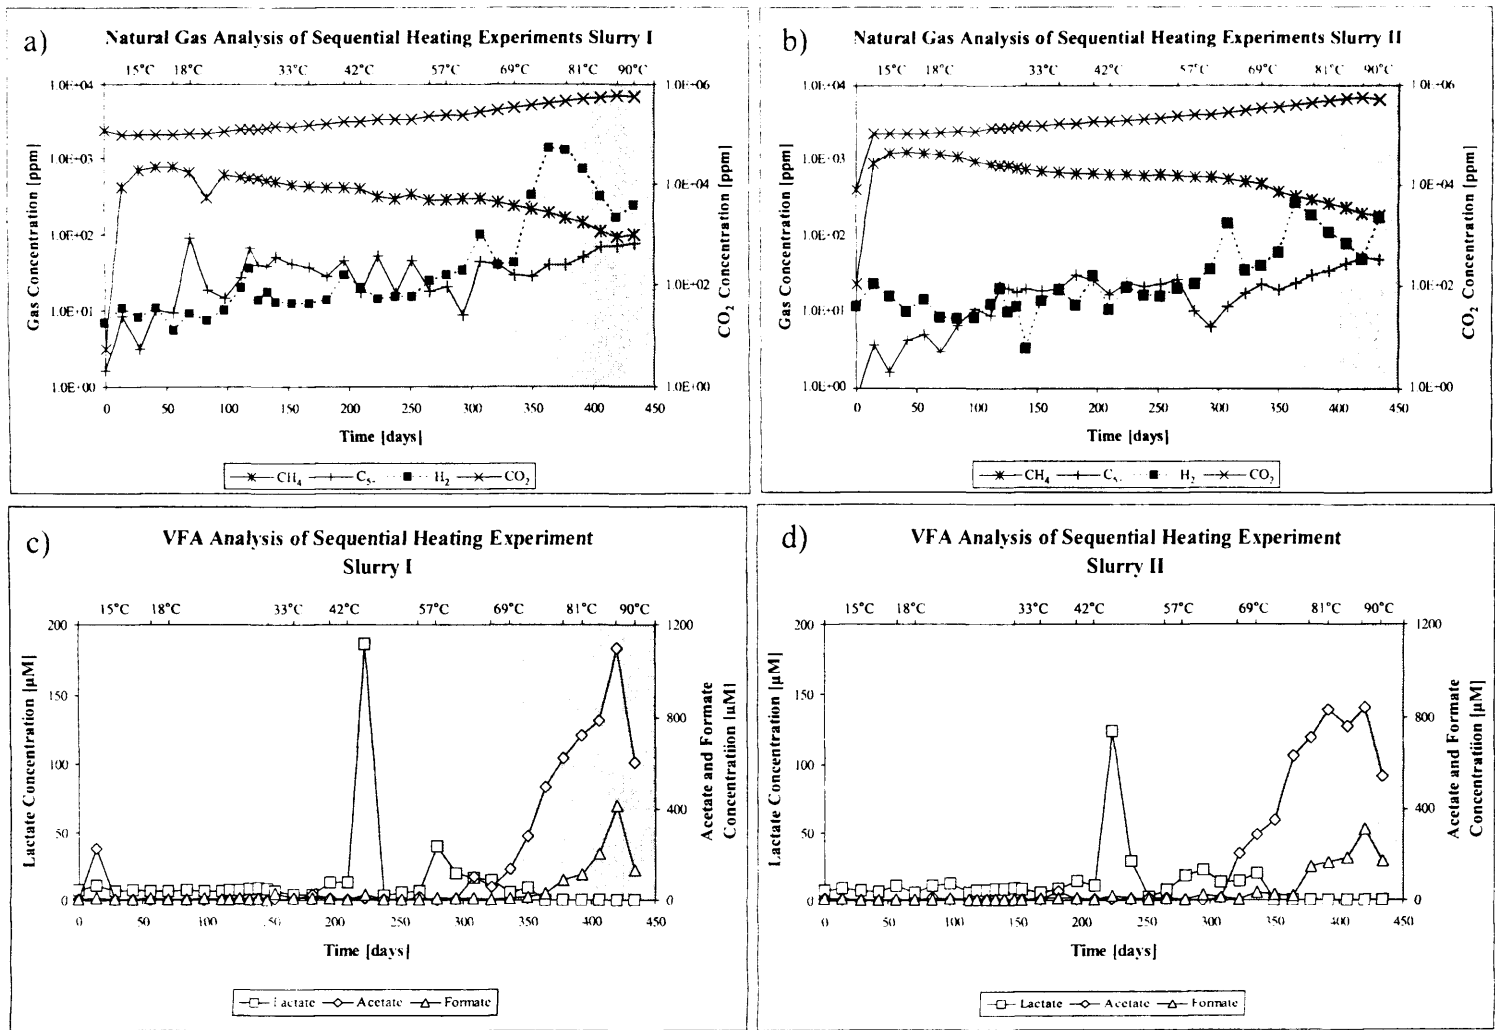 a)
Natural Gas Analysis of Sequential Heating Experiments Slurry I
15°C 18°C 33°C 42°C 57°C 69°C 81°C 90°C
1.0E+04
1.0E+03
1.0E+02
1.0E+01
1.0E+00
Gas Concentration [ppm]
1.0E+06
1.0E+04
1.0E+02
1.0E+00
CO2 Concentration [ppm]
0 50 100 150 200 250 300 350 400 450
Time [days]
CH4 C5- H2 CO2
b)
Natural Gas Analysis of Sequential Heating Experiments Slurry II
15°C 18°C 33°C 42°C 57°C 69°C 81°C 90°C
1.0E+04
1.0E+03
1.0E-02
1.0E+01
1.0E+00
Gas Concentration [ppm]
1.0E+06
1.0E+04
1.0E+02
1.0E+00
CO2 Concentration [ppm]
0 50 100 150 200 250 300 350 400 450
Time [days]
CH4 C5- H2 CO2
c)
VFA Analysis of Sequential Heating Experiment
Slurry I
15°C 18°C 33°C 42°C 57°C 69°C 81°C 90°C
200
150
100
50
0
Lactate Concentration [µM]
1200
800
400
0
Acetate and Formate
Concentratiion [µM]
0 50 100 150 200 250 300 350 400 450
Time [days]
Lactate Acetate Formate
d)
VFA Analysis of Sequential Heating Experiment
Slurry II
15°C 18°C 33°C 42°C 57°C 69°C 81°C 90°C
200
150
100
50
0
Lactate Concentration [µM]
1200
800
400
0
Acetate and Formate
Concentration [µM]
0 50 100 150 200 250 300 350 400 450
Time [days]
Lactate Acetate Formate